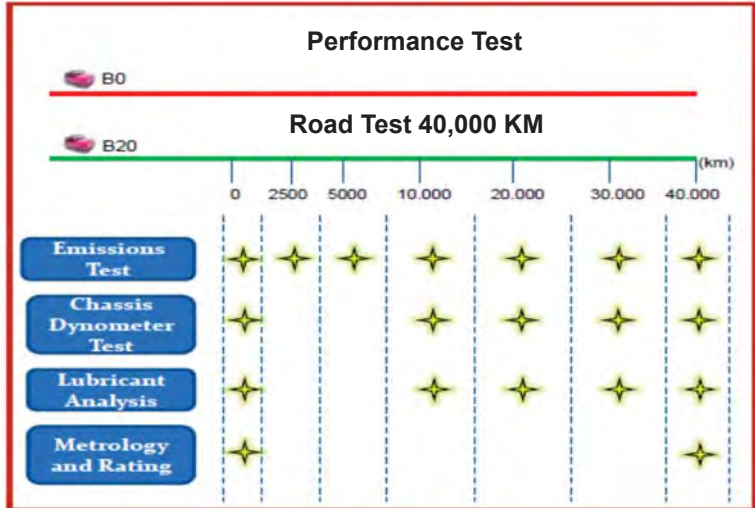 Performance Test
B0
Road Test 40,000 KM
B20
(km)
0 2500 5000 10.000 20.000 30.000 40.000
Emissions
Test
Chassis
Dynometer
Test
Lubricant
Analysis
Metrology
and Rating